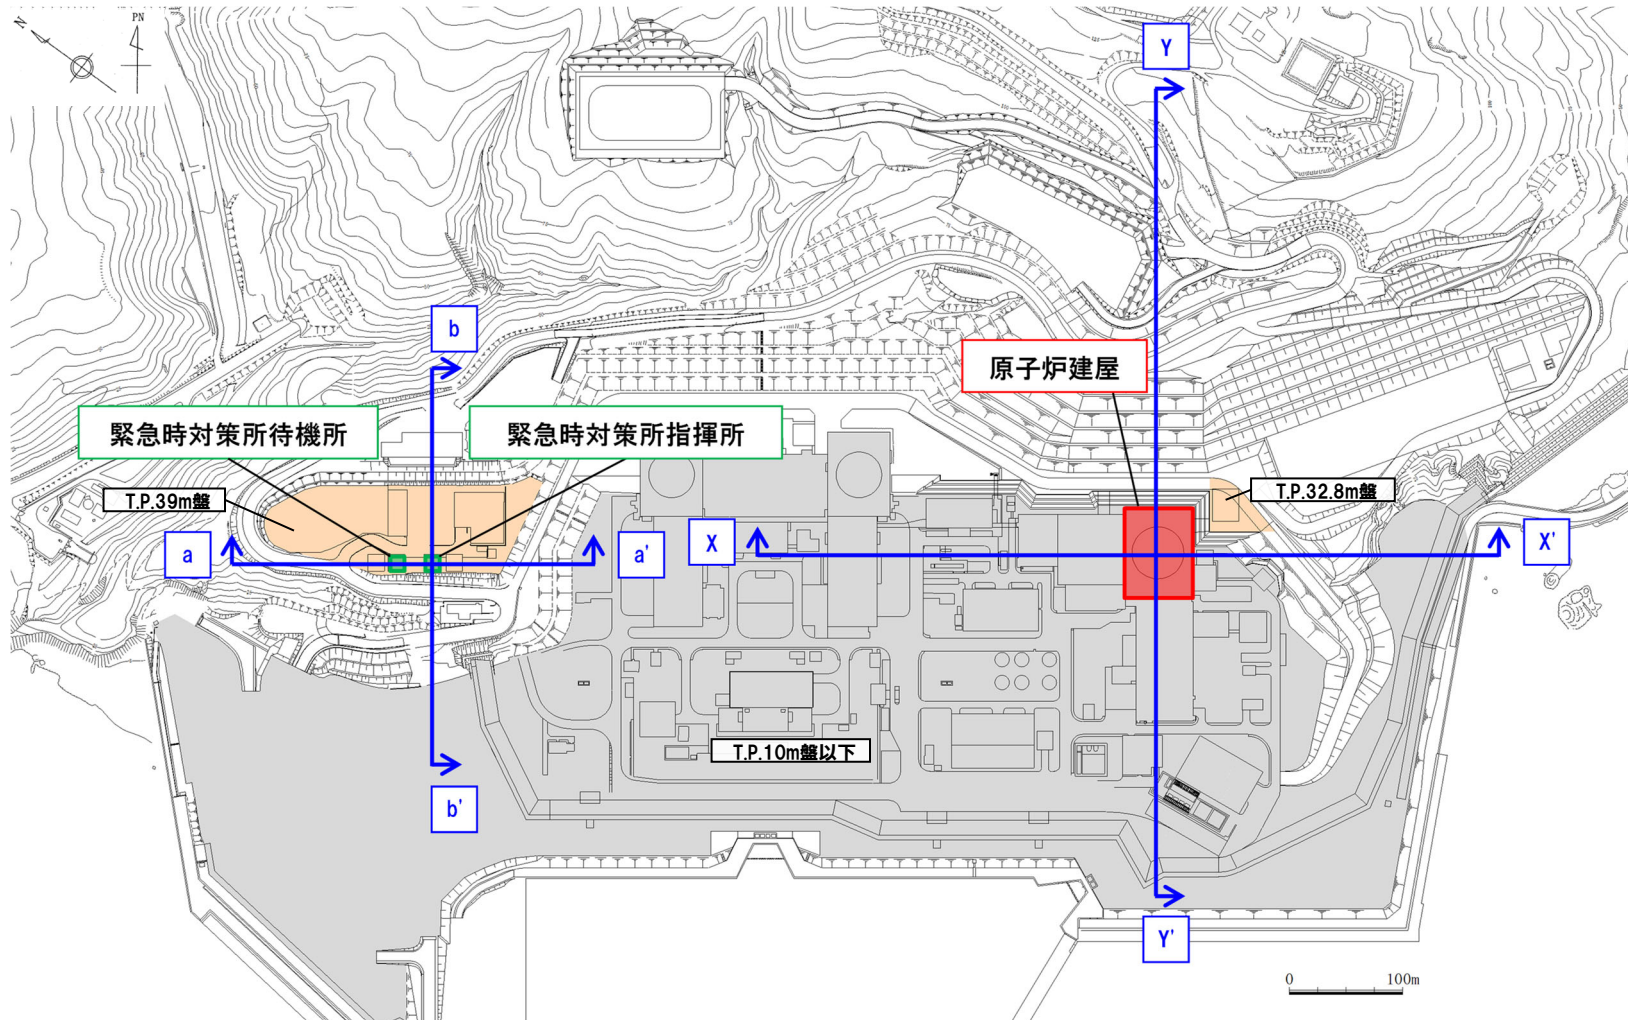 N
PN
Y
b
原子炉建屋
緊急時対策所待機所
緊急時対策所指揮所
T.P.39m盤
T.P.32.8m盤
a
a'
X
X'
T.P.10m盤以下
b'
Y'
0 100m